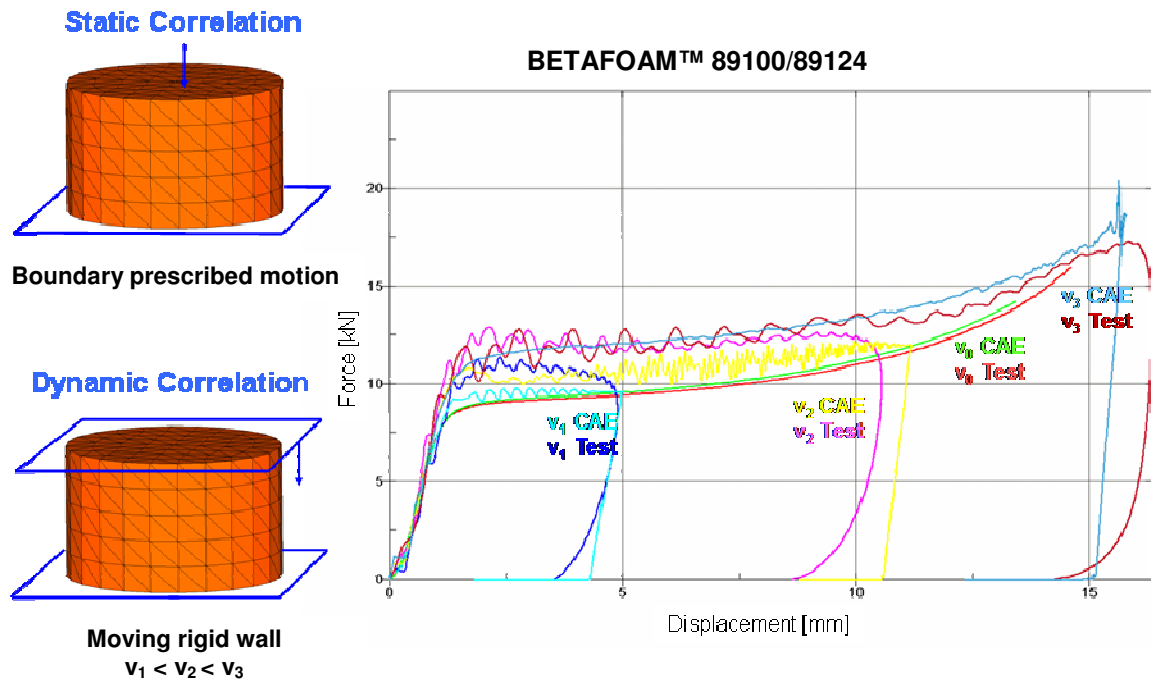 Static Correlation
Boundary prescribed motion
Dynamic Correlation
Moving rigid wall
v₁ < v₂ < v₃
BETAFOAM™ 89100/89124
Force [kN]
20
15
10
5
0
v₃ CAE
v₃ Test
v₀ CAE
v₀ Test
v₂ CAE
v₂ Test
v₁ CAE
v₁ Test
0
5
10
15
Displacement [mm]